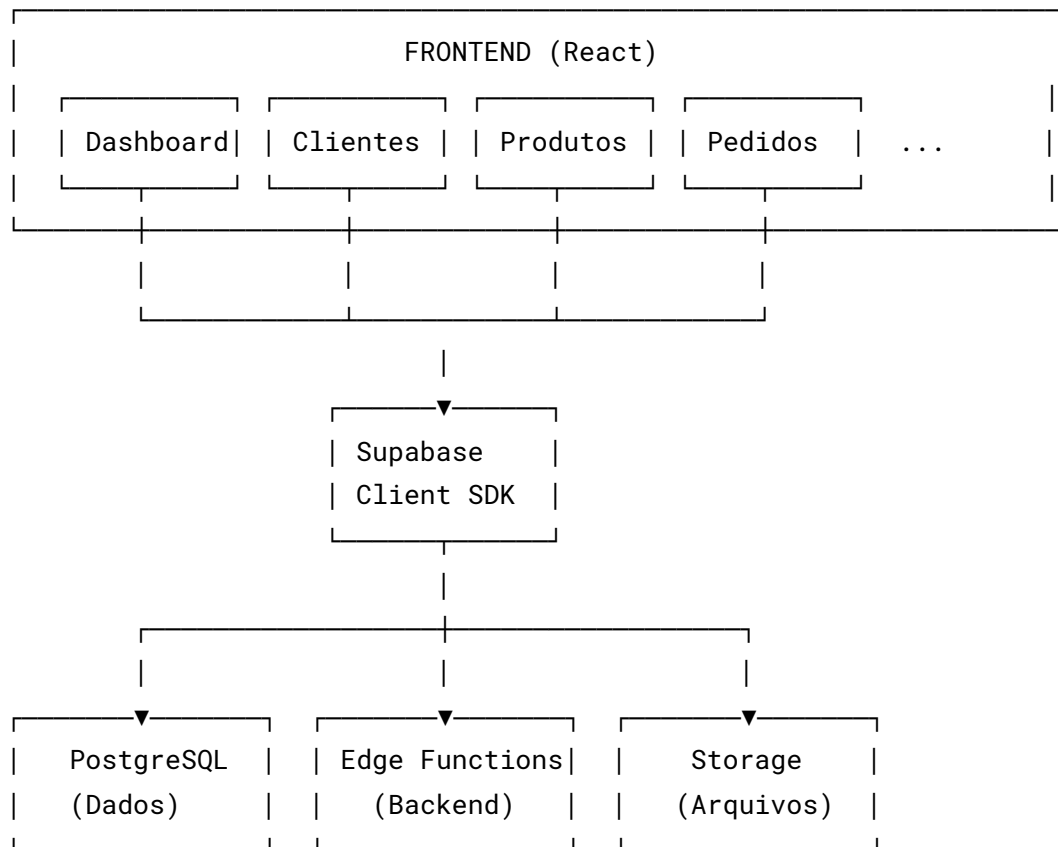 FRONTEND (React)
Dashboard Clientes Produtos Pedidos ...
Supabase
Client SDK
PostgreSQL Edge Functions Storage
(Dados) (Backend) (Arquivos)